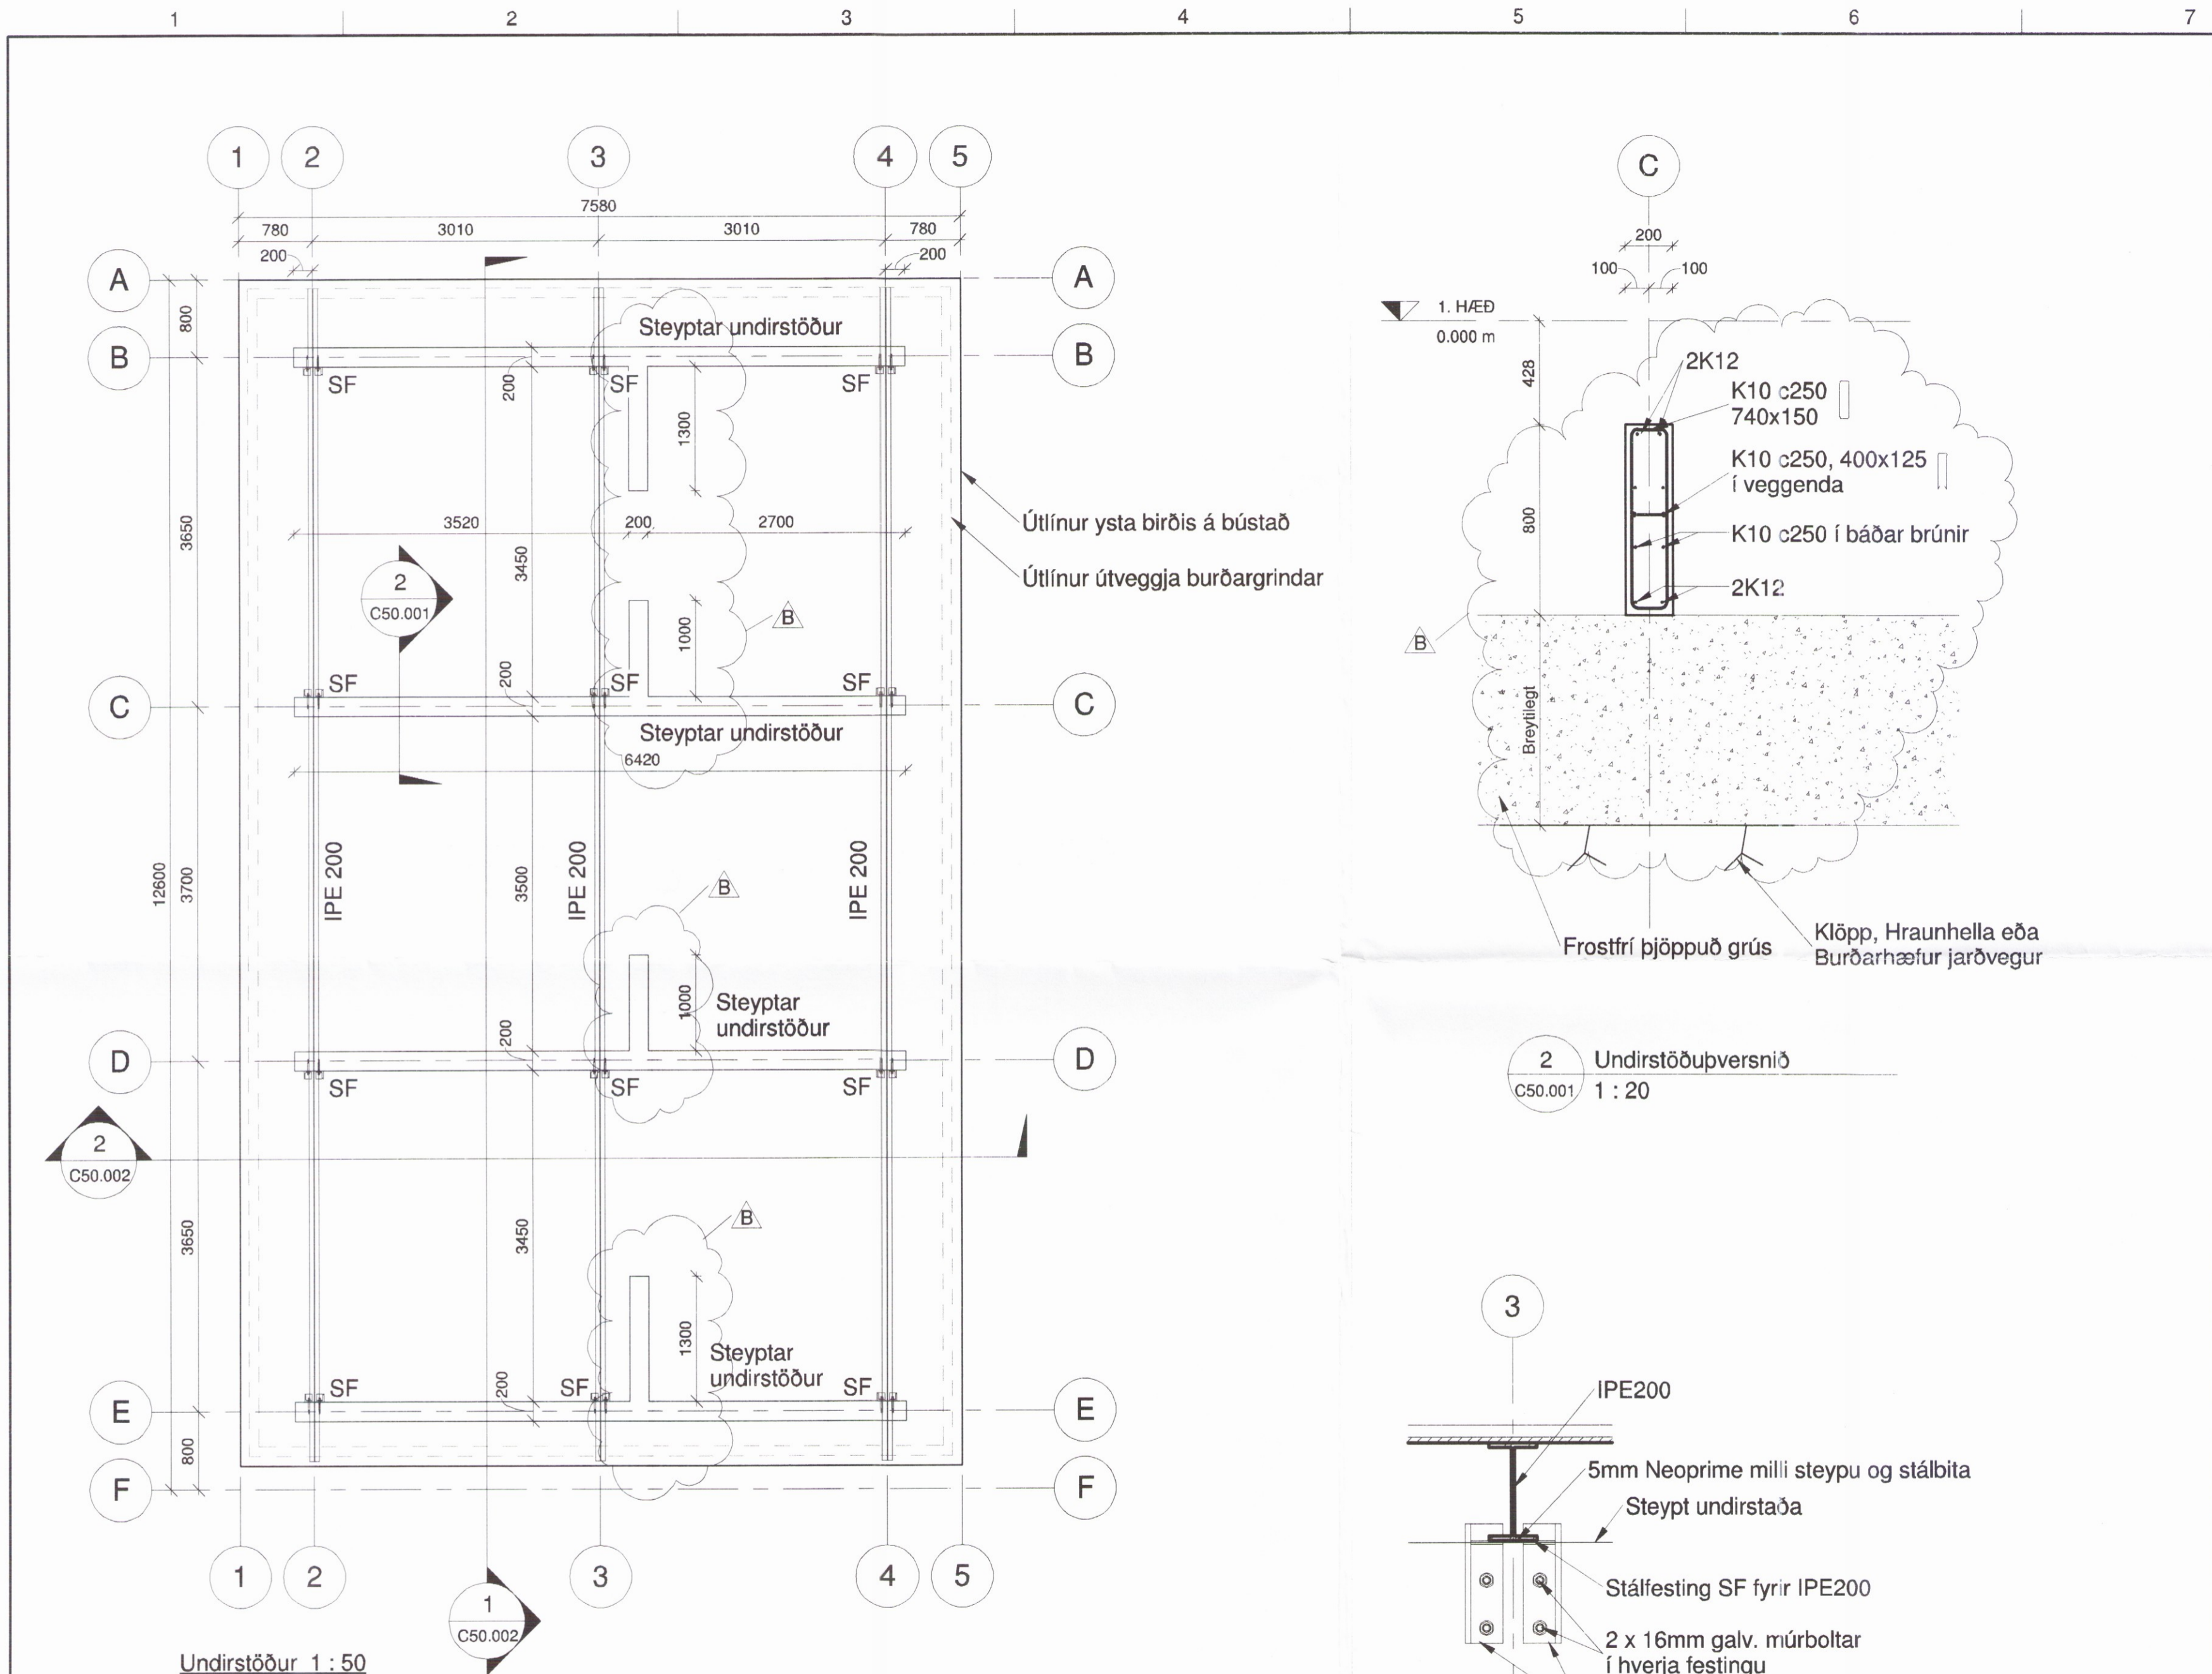 1
2
3
4
5
6
7
1
2
3
4
5
7580
780
3010
3010
780
200
200
A
A
800
Steyptar undirstöður
B
B
SF
200
SF
SF
1300
3650
3520
200
2700
3450
2
C50.001
1000
B
Útlínur ysta birðis á bústað
Útlínur útveggja burðargrindar
SF
200
SF
SF
C
C
Steyptar undirstöður
6420
12600
3700
IPE 200
3500
IPE 200
IPE 200
B
1000
Steyptar
undirstöður
200
D
D
SF
SF
SF
2
C50.002
3650
3450
B
1300
Steyptar
undirstöður
SF
200
SF
SF
E
E
800
F
F
1
2
3
4
5
1
C50.002
Undirstöður 1 : 50
C
200
100
100
1. HÆÐ
0.000 m
428
2K12
K10 c250
740x150
K10 c250, 400x125
í veggenda
800
K10 c250 í báðar brúnir
2K12
B
Breytilegt
Frostfrí þjöppuð grús
Klöpp, Hraunhella eða
Burðarhæfur jarðvegur
2
C50.001
Undirstöðuþversnið
1 : 20
3
IPE200
5mm Neoprime milli steypu og stálbita
Steypt undirstaða
Stálfesting SF fyrir IPE200
2 x 16mm galv. múrboltar
í hverja festingu